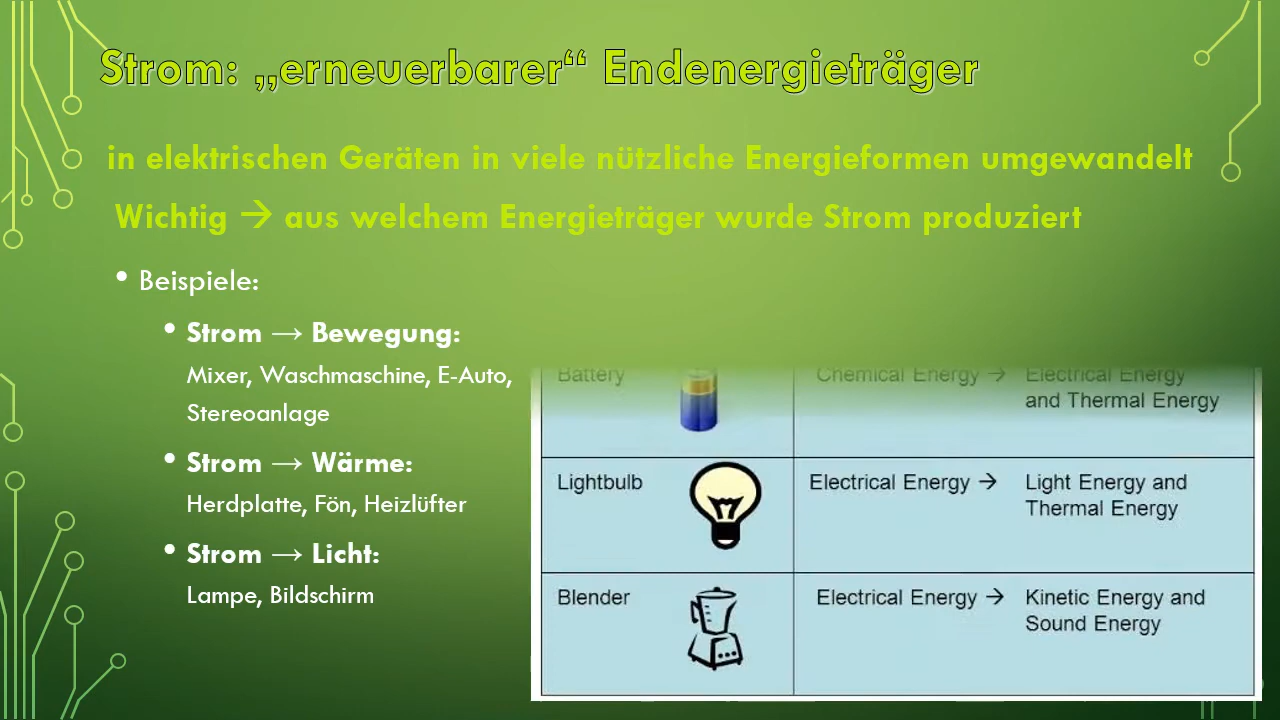 Strom: „erneuerbarer“ Endenergieträger
in elektrischen Geräten in viele nützliche Energieformen umgewandelt
Wichtig → aus welchem Energieträger wurde Strom produziert
• Beispiele:
• Strom → Bewegung:
Mixer, Waschmaschine, E-Auto,
Stereoanlage
• Strom → Wärme:
Herdplatte, Fön, Heizlüfter
• Strom → Licht:
Lampe, Bildschirm
Battery Chemical Energy → Electrical Energy
and Thermal Energy
Lightbulb Electrical Energy → Light Energy and
Thermal Energy
Blender Electrical Energy → Kinetic Energy and
Sound Energy